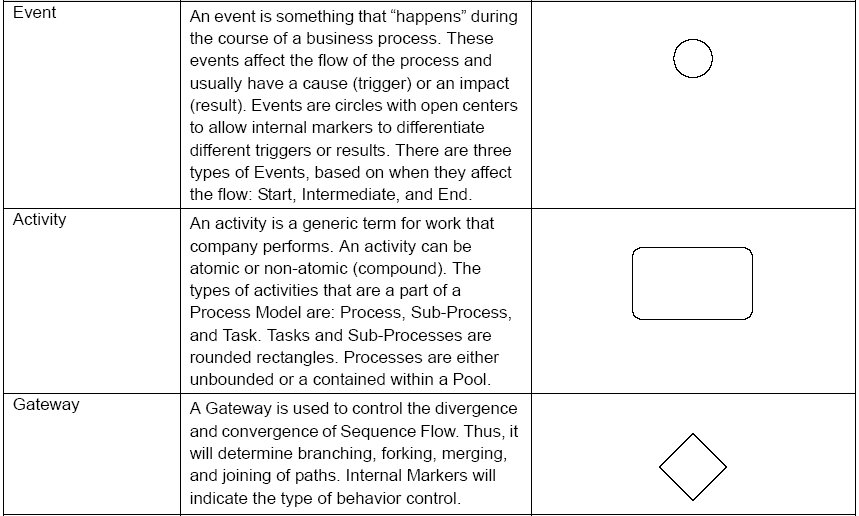 Event
An event is something that “happens” during
the course of a business process. These
events affect the flow of the process and
usually have a cause (trigger) or an impact
(result). Events are circles with open centers
to allow internal markers to differentiate
different triggers or results. There are three
types of Events, based on when they affect
the flow: Start, Intermediate, and End.
Activity
An activity is a generic term for work that
company performs. An activity can be
atomic or non-atomic (compound). The
types of activities that are a part of a
Process Model are: Process, Sub-Process,
and Task. Tasks and Sub-Processes are
rounded rectangles. Processes are either
unbounded or a contained within a Pool.
Gateway
A Gateway is used to control the divergence
and convergence of Sequence Flow. Thus, it
will determine branching, forking, merging,
and joining of paths. Internal Markers will
indicate the type of behavior control.